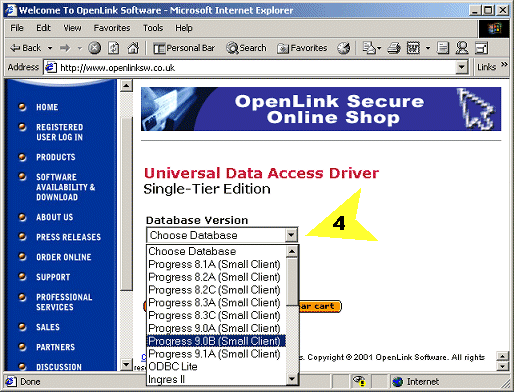 Welcome To OpenLink Software - Microsoft Internet Explorer
File Edit View Favorites Tools Help
Back Personal Bar Search Favorites
Address http://www.openlinksw.co.uk Links »
HOME
REGISTERED
USER LOG IN
PRODUCTS
SOFTWARE
AVAILABILITY &
DOWNLOAD
ABOUT US
PRESS RELEASES
ORDER ONLINE
SUPPORT
PROFESSIONAL
SERVICES
SALES
PARTNERS
DISCUSSION
OpenLink Secure
Online Shop
Universal Data Access Driver
Single-Tier Edition
Database Version
4
Choose Database
Choose Database
Progress 8.1A (Small Client)
Progress 8.2A (Small Client)
Progress 8.2C (Small Client)
Progress 8.3A (Small Client)
Progress 8.3C (Small Client)
Progress 9.0A (Small Client)
Progress 9.0B (Small Client)
Progress 9.1A (Small Client)
ODBC Lite
Ingres II
ar cart
s. Copyright © 2001 OpenLink Software. All rights
res
Done Internet